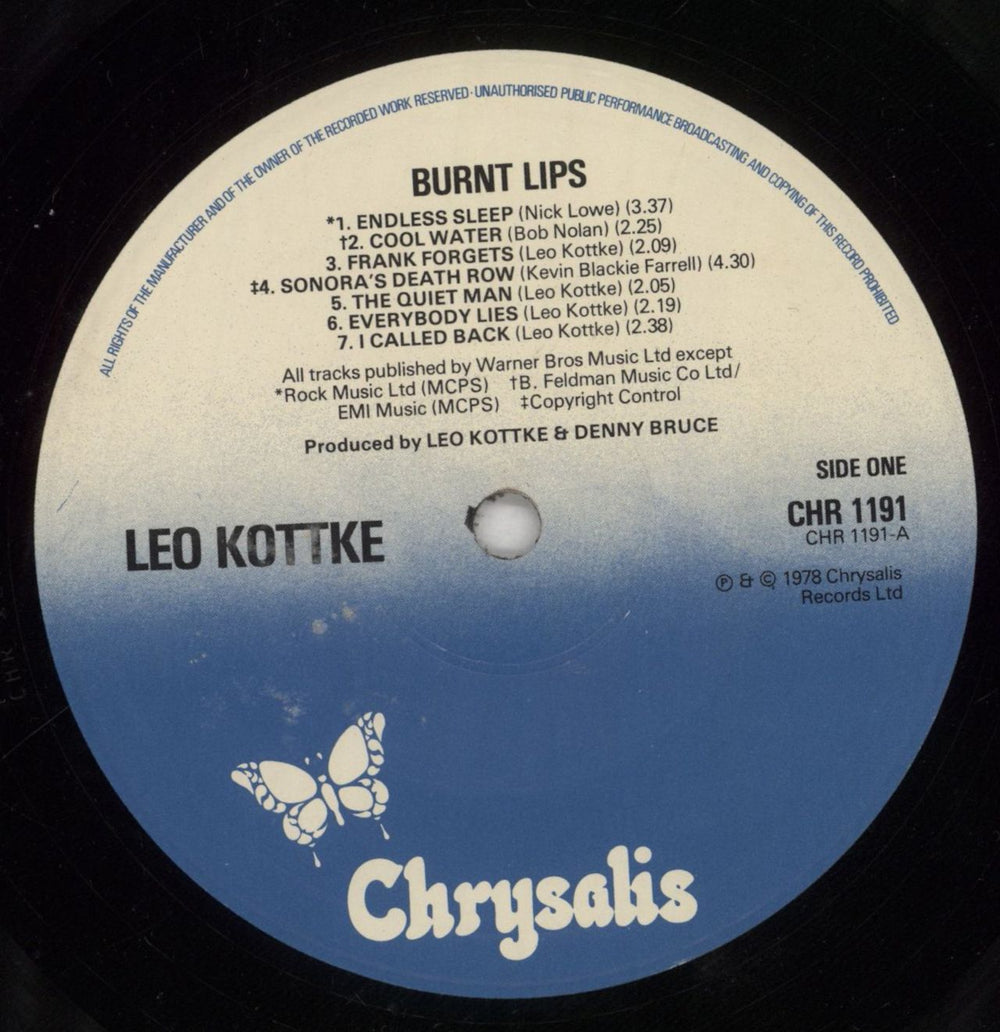 ALL RIGHTS OF THE MANUFACTURER AND OF THE OWNER OF THE RECORDED WORK RESERVED · UNAUTHORISED PUBLIC PERFORMANCE BROADCASTING AND COPYING OF THIS RECORD PROHIBITED
BURNT LIPS
*1. ENDLESS SLEEP (Nick Lowe) (3.37)
†2. COOL WATER (Bob Nolan) (2.25)
3. FRANK FORGETS (Leo Kottke) (2.09)
‡4. SONORA'S DEATH ROW (Kevin Blackie Farrell) (4.30)
5. THE QUIET MAN (Leo Kottke) (2.05)
6. EVERYBODY LIES (Leo Kottke) (2.19)
7. I CALLED BACK (Leo Kottke) (2.38)
All tracks published by Warner Bros Music Ltd except
*Rock Music Ltd (MCPS) †B. Feldman Music Co Ltd/
EMI Music (MCPS) ‡Copyright Control
Produced by LEO KOTTKE & DENNY BRUCE
SIDE ONE
CHR 1191
CHR 1191-A
LEO KOTTKE
Ⓟ & © 1978 Chrysalis
Records Ltd
Chrysalis